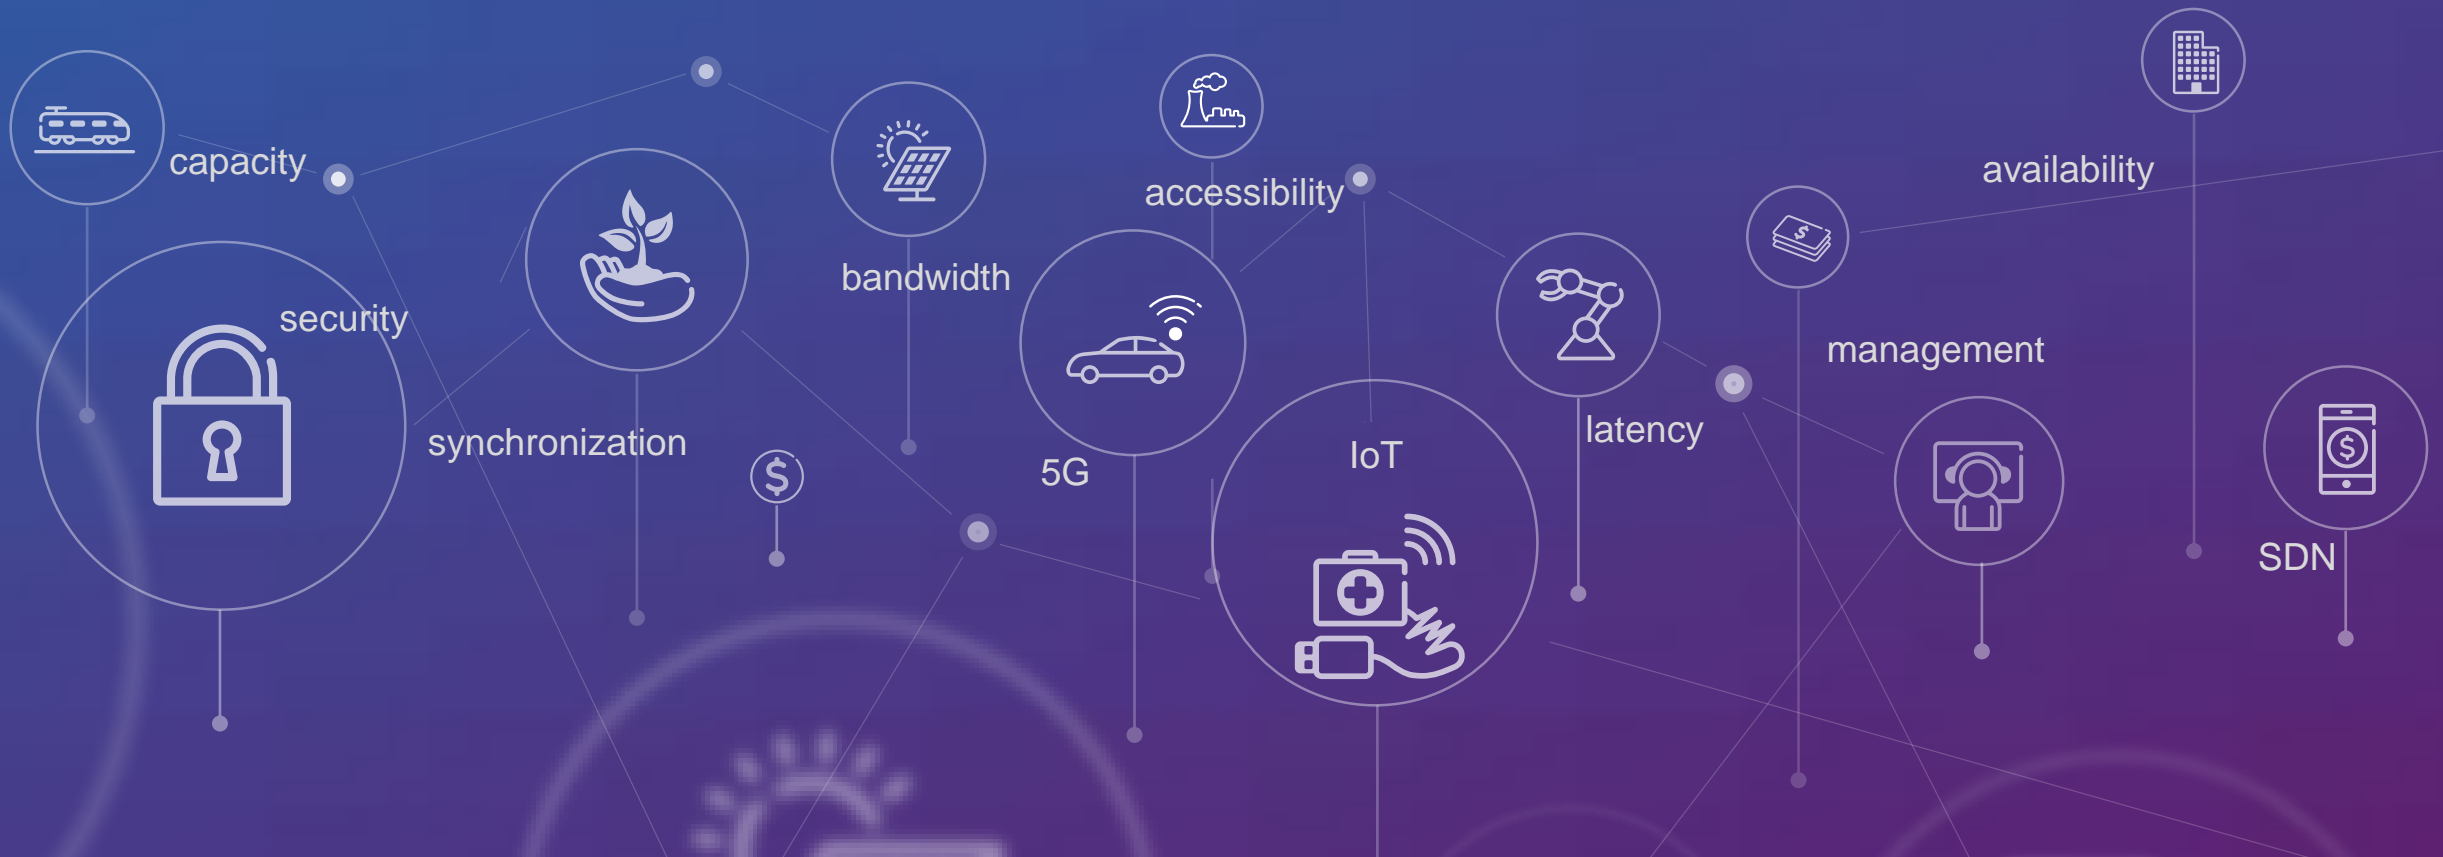 capacity
security
synchronization
bandwidth
accessibility
5G
IoT
latency
availability
management
SDN